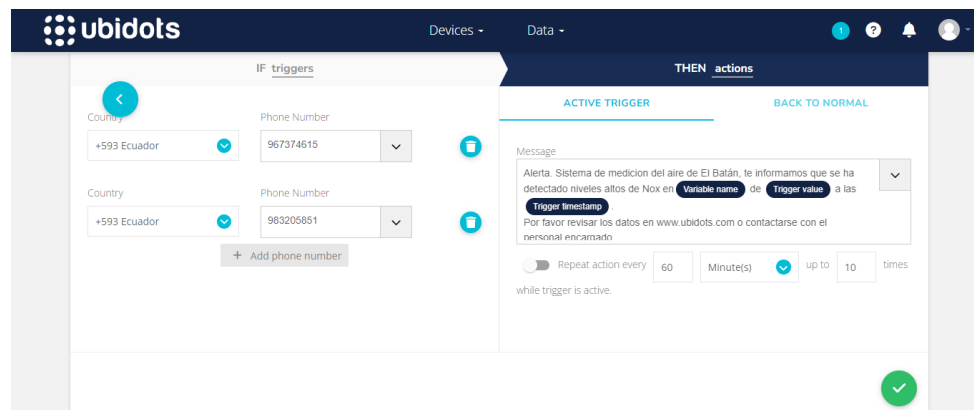 ubidots
Devices
Data
1
?
IF triggers
THEN actions
ACTIVE TRIGGER
BACK TO NORMAL
Country
Phone Number
+593 Ecuador
967374615
Country
Phone Number
+593 Ecuador
983205851
+ Add phone number
Message
Alerta. Sistema de medicion del aire de El Batán, te informamos que se ha
detectado niveles altos de Nox en Variable name de Trigger value a las
Trigger timestamp .
Por favor revisar los datos en www.ubidots.com o contactarse con el
personal encargado
Repeat action every 60 Minute(s) up to 10 times
while trigger is active.